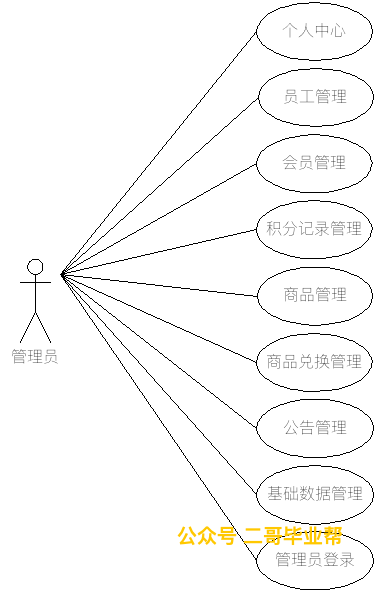 个人中心
员工管理
会员管理
积分记录管理
商品管理
管理员
商品兑换管理
公告管理
基础数据管理
公众号 二哥毕业帮
管理员登录